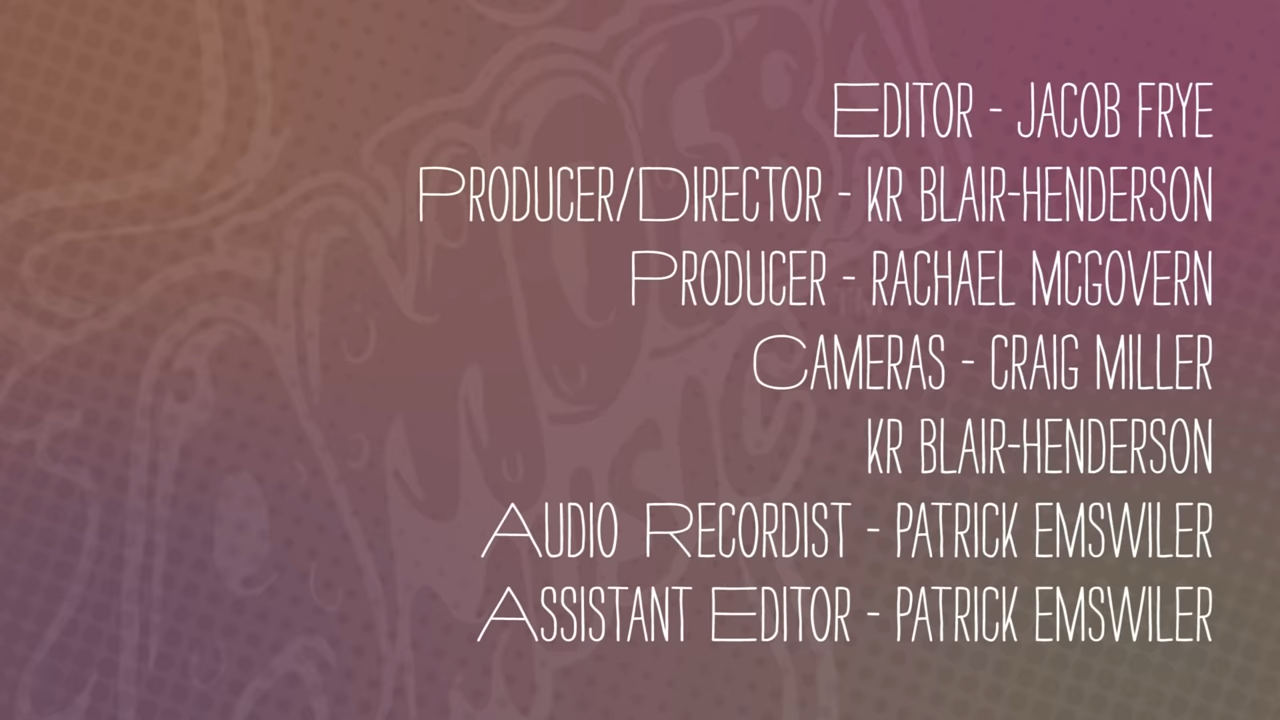 Editor - JACOB FRYE
Producer/Director - KR BLAIR-HENDERSON
Producer - RACHAEL MCGOVERN
Cameras - CRAIG MILLER
KR BLAIR-HENDERSON
Audio Recordist - PATRICK EMSWILER
Assistant Editor - PATRICK EMSWILER